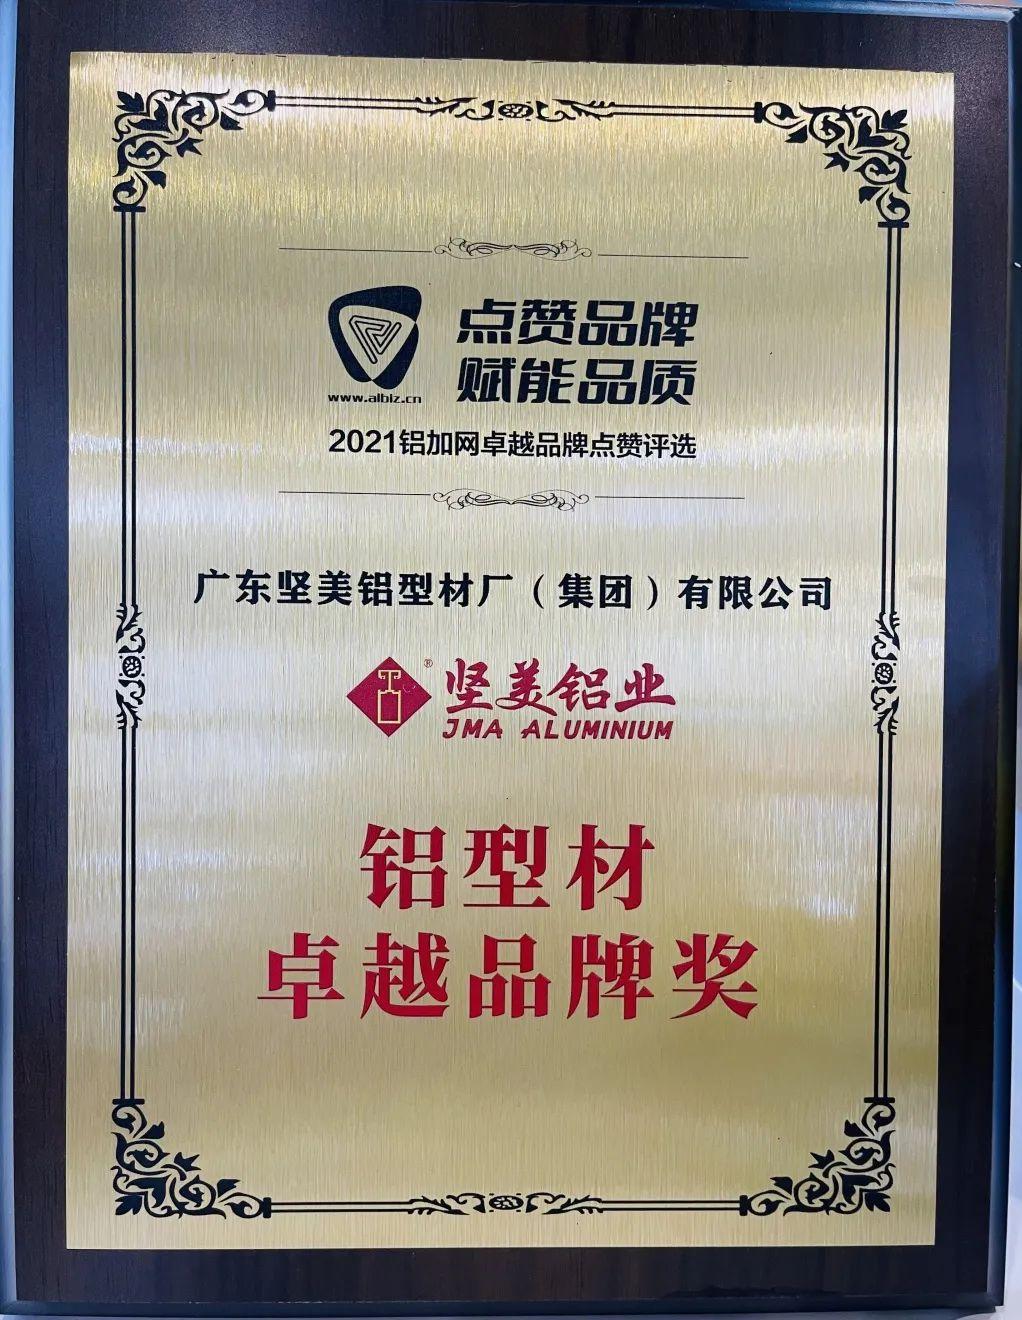 点赞品牌
赋能品质
www.albiz.cn
2021铝加网卓越品牌点赞评选
广东坚美铝型材厂（集团）有限公司
®
坚美铝业
JMA ALUMINIUM
铝型材
卓越品牌奖